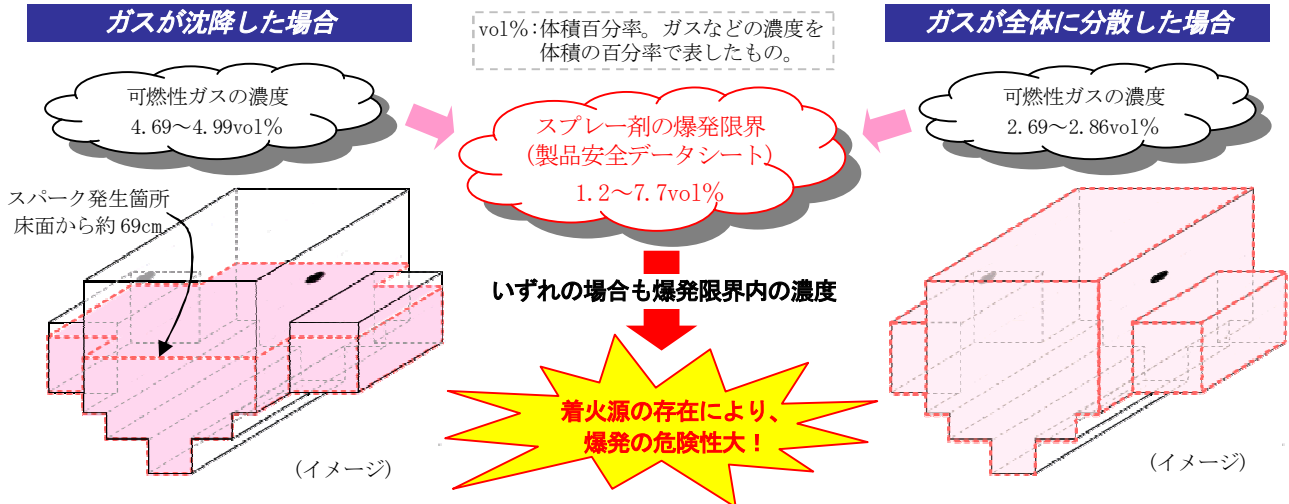 ガスが沈降した場合
vol%:体積百分率。ガスなどの濃度を
体積の百分率で表したもの。
ガスが全体に分散した場合
可燃性ガスの濃度
4.69～4.99vol%
スプレー剤の爆発限界
(製品安全データシート)
1.2～7.7vol%
可燃性ガスの濃度
2.69～2.86vol%
スパーク発生箇所
床面から約69cm
いずれの場合も爆発限界内の濃度
着火源の存在により、
爆発の危険性大！
(イメージ)
(イメージ)